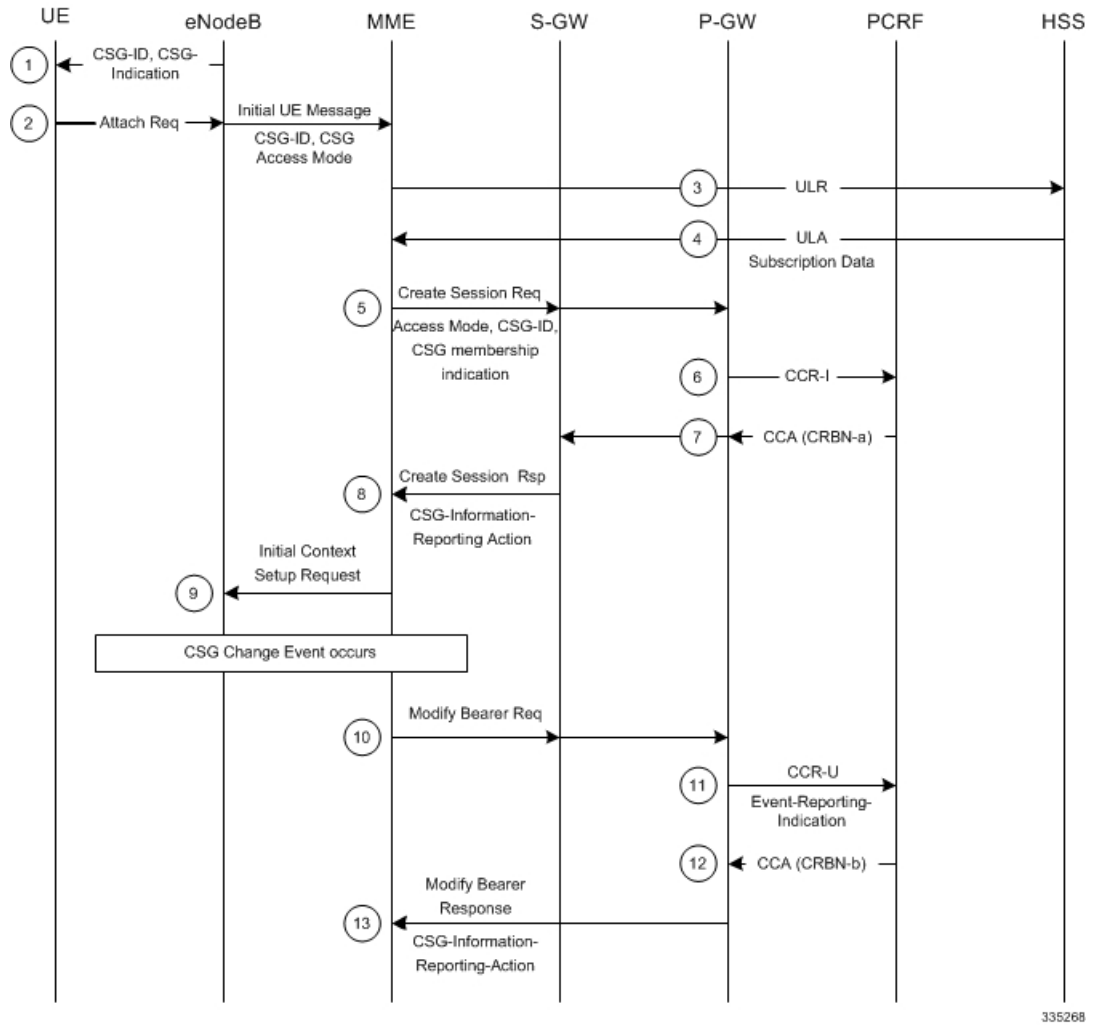 UE
eNodeB
MME
S-GW
P-GW
PCRF
HSS
1
CSG-ID, CSG-
Indication
2
Attach Req
Initial UE Message
CSG-ID, CSG
Access Mode
3
ULR
4
ULA
Subscription Data
5
Create Session Req
Access Mode, CSG-ID,
CSG membership
indication
6
CCR-I
7
CCA (CRBN-a)
8
Create Session Rsp
CSG-Information-
Reporting Action
Initial Context
Setup Request
9
CSG Change Event occurs
Modify Bearer Req
10
11
CCR-U
Event-Reporting-
Indication
12
CCA (CRBN-b)
Modify Bearer
Response
13
CSG-Information-
Reporting-Action
335268